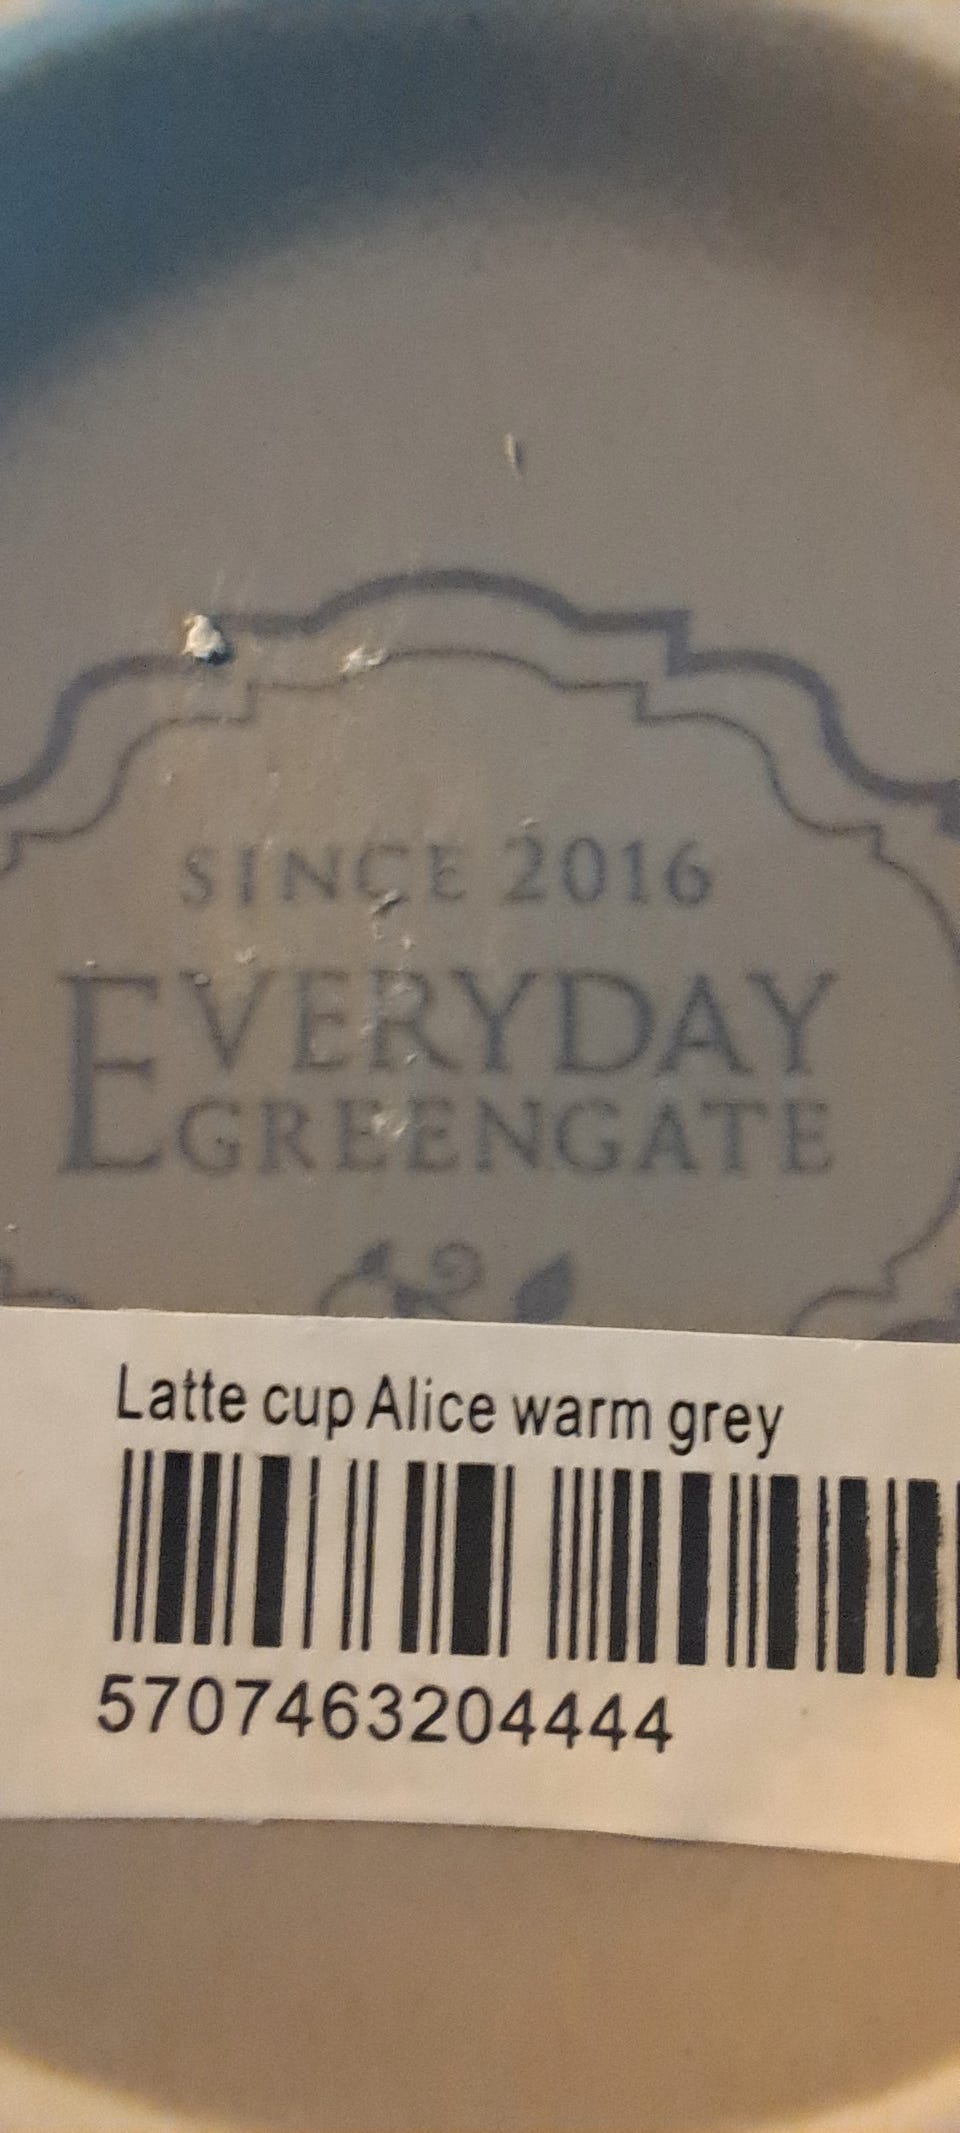 SINCE 2016
EVERYDAY
GREENGATE
Latte cup Alice warm grey
5707463204444